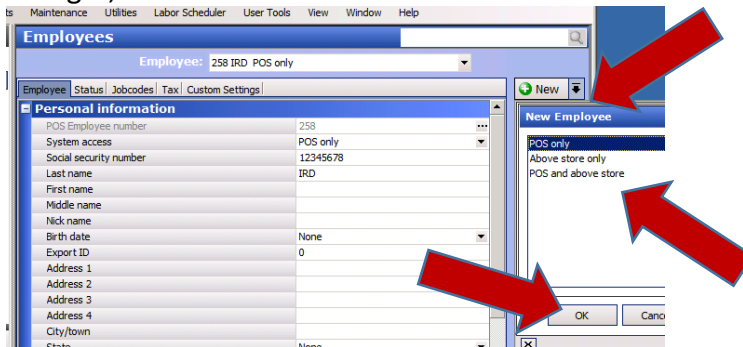 Maintenance Utilities Labor Scheduler User Tools View Window Help
Employees
Employee: 258 IRD POS only
Employee Status Jobcodes Tax Custom Settings
New
Personal information
New Employee
POS Employee number 258 ...
System access POS only
Social security number 12345678
Last name IRD
First name
Middle name
Nick name
Birth date None
Export ID 0
Address 1
Address 2
Address 3
Address 4
City/town
POS only
Above store only
POS and above store
OK